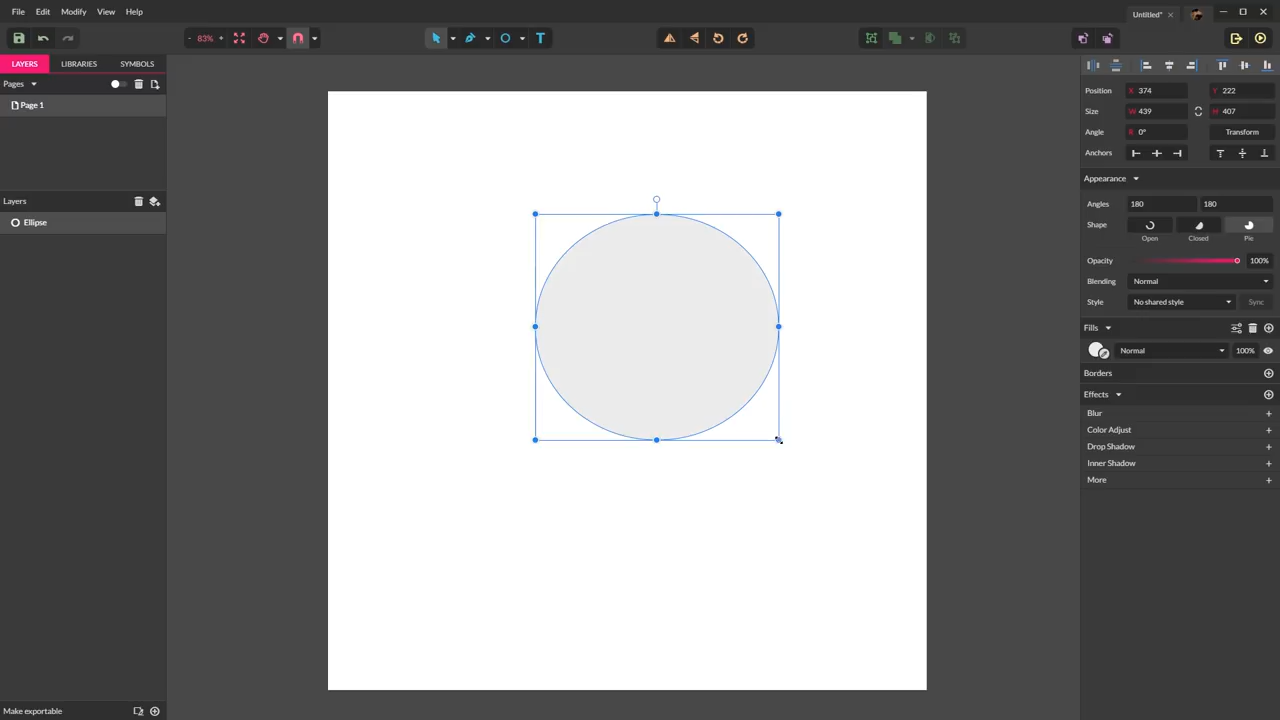 File Edit Modify View Help
Untitled*
- 83% +
T
LAYERS LIBRARIES SYMBOLS
Pages
Page 1
Layers
Ellipse
Position X 374 Y 222
Size W 439 H 407
Angle R 0° Transform
Anchors
Appearance
Angles 180 180
Shape
Open Closed Pie
Opacity 100%
Blending Normal
Style No shared style Sync
Fills
Normal 100%
Borders
Effects
Blur +
Color Adjust +
Drop Shadow +
Inner Shadow +
More +
Make exportable